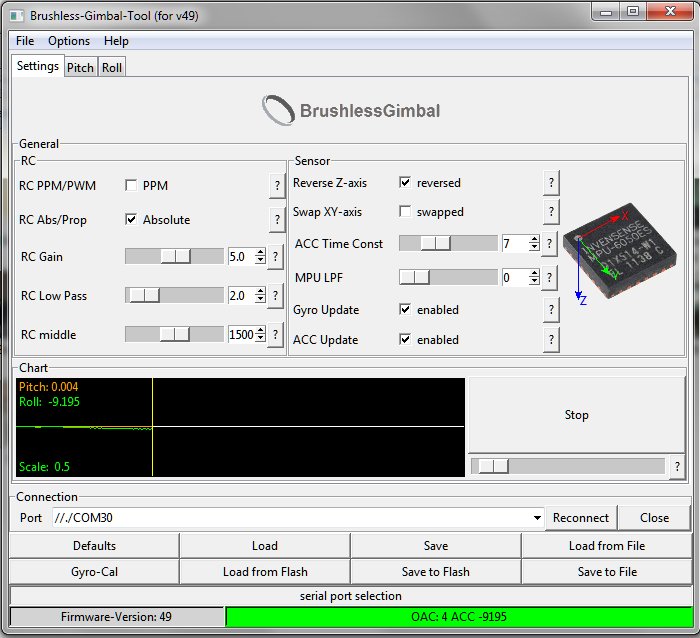 Brushless-Gimbal-Tool (for v49)
File Options Help
Settings Pitch Roll
BrushlessGimbal
General
RC
RC PPM/PWM PPM ?
RC Abs/Prop Absolute ?
RC Gain 5.0 ?
RC Low Pass 2.0 ?
RC middle 1500 ?
Sensor
Reverse Z-axis reversed ?
Swap XY-axis swapped ?
ACC Time Const 7 ?
MPU LPF 0 ?
Gyro Update enabled ?
ACC Update enabled ?
X
INVENSENSE
MPU-6050ES
Z
Chart
Pitch: 0.004
Roll: -9.195
Scale: 0.5
Stop
?
Connection
Port //./COM30 Reconnect Close
Defaults Load Save Load from File
Gyro-Cal Load from Flash Save to Flash Save to File
serial port selection
Firmware-Version: 49 OAC: 4 ACC -9195